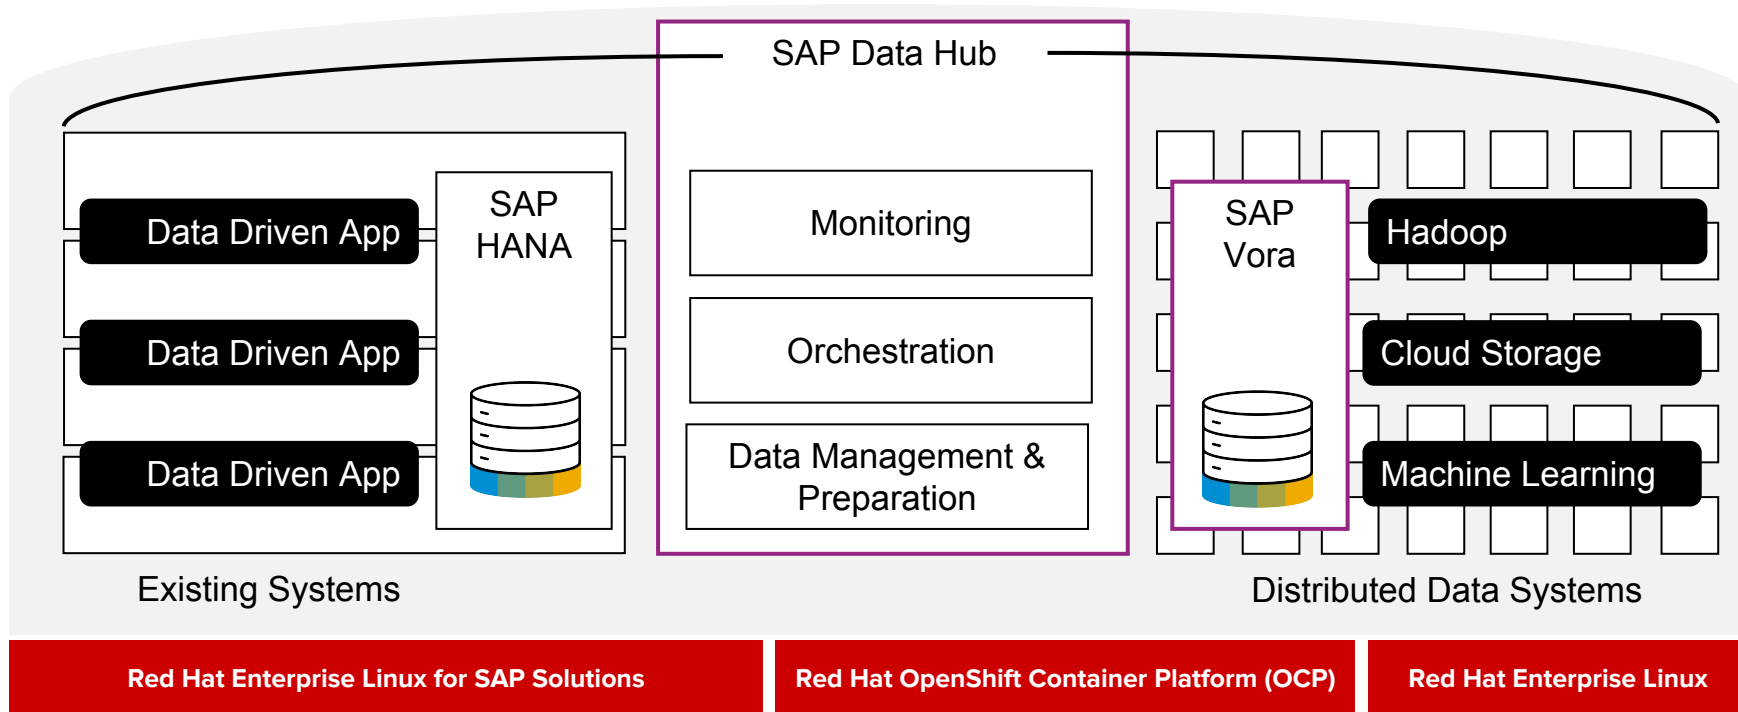 SAP Data Hub
Data Driven App
Data Driven App
Data Driven App
SAP
HANA
Existing Systems
Monitoring
Orchestration
Data Management &
Preparation
SAP
Vora
Hadoop
Cloud Storage
Machine Learning
Distributed Data Systems
Red Hat Enterprise Linux for SAP Solutions
Red Hat OpenShift Container Platform (OCP)
Red Hat Enterprise Linux